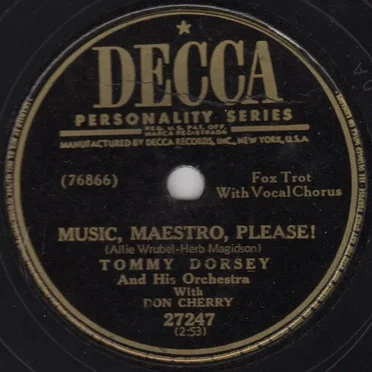 DECCA
PERSONALITY SERIES
REG. U.S. PAT. OFF.
MARCA REGISTRADA
MANUFACTURED BY DECCA RECORDS, INC., NEW YORK, U.S.A.
(76866)
Fox Trot
With Vocal Chorus
MUSIC, MAESTRO, PLEASE!
(Allie Wrubel-Herb Magidson)
TOMMY DORSEY
And His Orchestra
With
DON CHERRY
27247
(2:53)